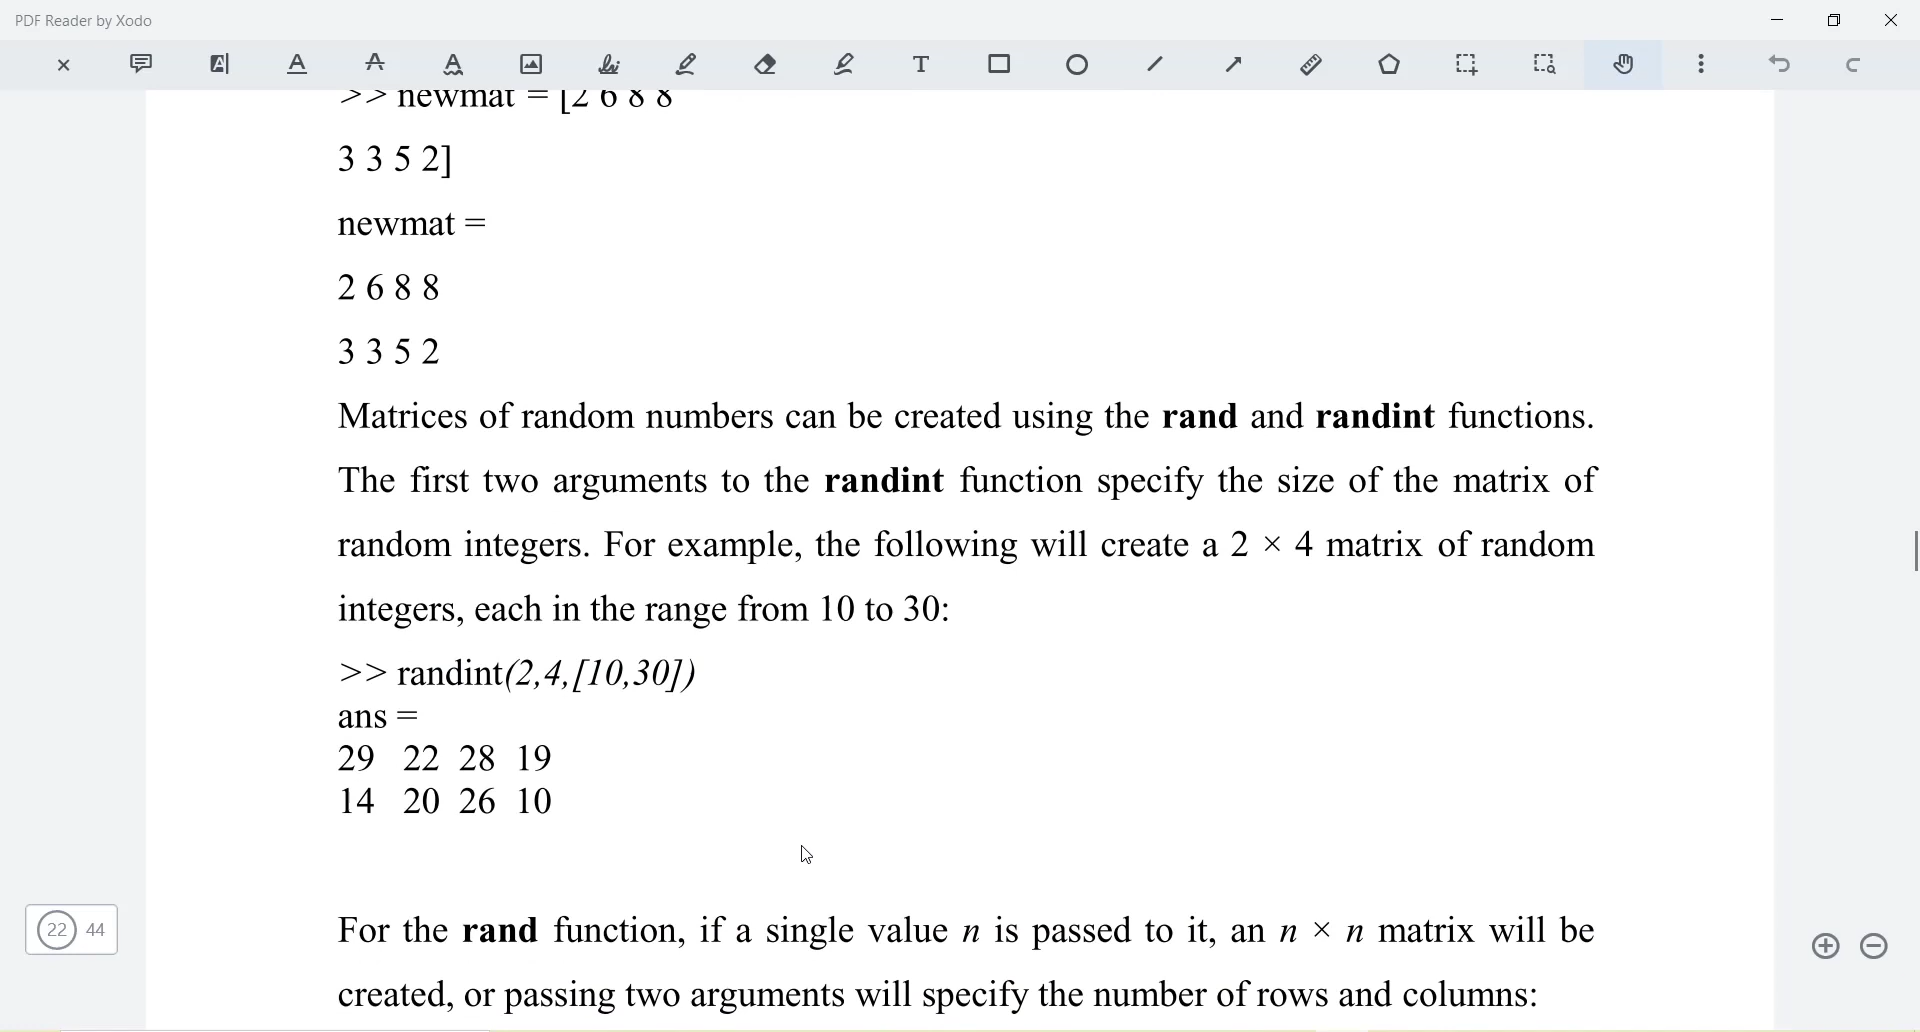 PDF Reader by Xodo
>> newmat = [2 6 8 8
3 3 5 2]
newmat =
2 6 8 8
3 3 5 2
Matrices of random numbers can be created using the rand and randint functions.
The first two arguments to the randint function specify the size of the matrix of
random integers. For example, the following will create a 2 × 4 matrix of random
integers, each in the range from 10 to 30:
>> randint(2,4,[10,30])
ans =
29 22 28 19
14 20 26 10
For the rand function, if a single value n is passed to it, an n × n matrix will be
created, or passing two arguments will specify the number of rows and columns:
22 44